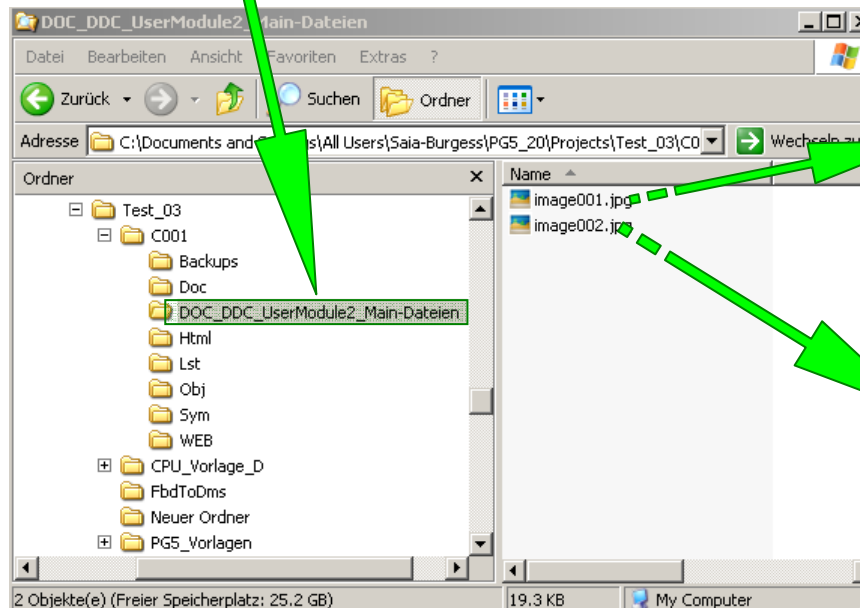 DOC_DDC_UserModule2_Main-Dateien
Datei Bearbeiten Ansicht Favoriten Extras ?
Zurück Suchen Ordner
Adresse C:\Documents and Settings\All Users\Saia-Burgess\PG5_20\Projects\Test_03\C0 Wechseln zu
Ordner
Name
Test_03
C001
Backups
Doc
DOC_DDC_UserModule2_Main-Dateien
Html
Lst
Obj
Sym
WEB
CPU_Vorlage_D
FbdToDms
Neuer Ordner
PG5_Vorlagen
image001.jpg
image002.jpg
2 Objekte(e) (Freier Speicherplatz: 25.2 GB) 19.3 KB My Computer